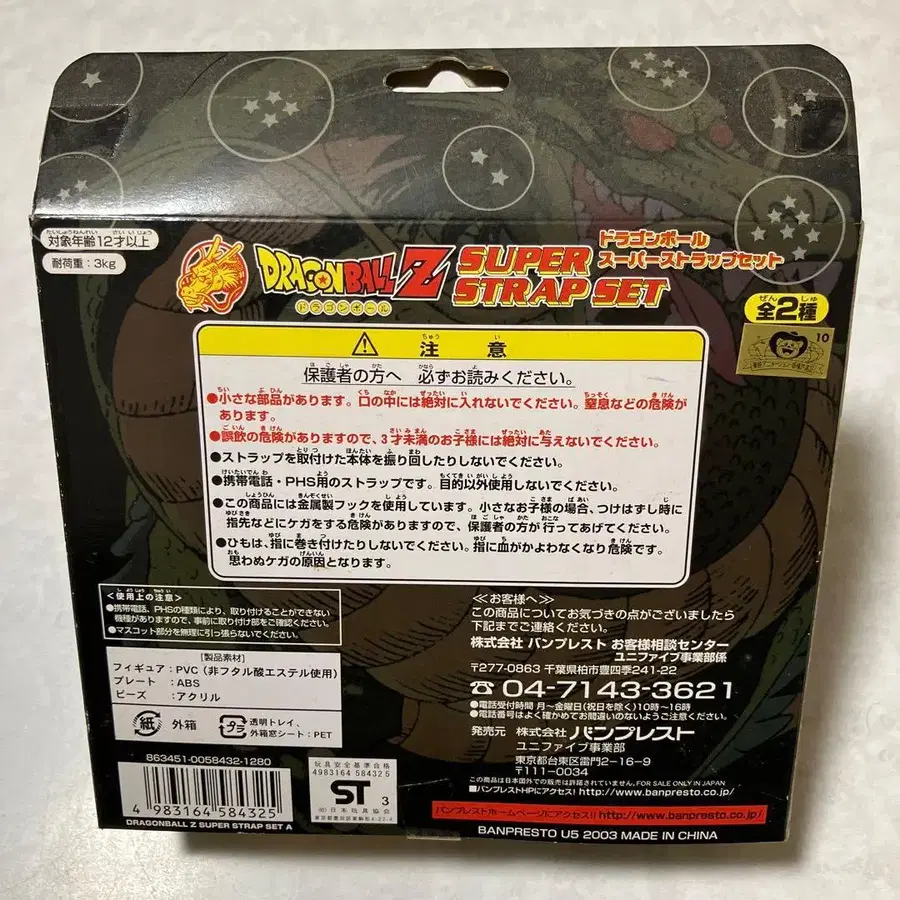 対象年齢12才以上
耐荷重：3kg
DRAGONBALL Z
ドラゴンボール
SUPER
STRAP SET
ドラゴンボール
スーパーストラップセット
全2種
10
注意
保護者の方へ 必ずお読みください。
●小さな部品があります。口の中には絶対に入れないでください。窒息などの危険が
あります。
●誤飲の危険がありますので、3才未満のお子様には絶対に与えないでください。
●ストラップを取付けた本体を振り回したりしないでください。
●携帯電話・PHS用のストラップです。目的以外使用しないでください。
●この商品には金属製フックを使用しています。小さなお子様の場合、つけはずし時に
指先などにケガをする危険がありますので、保護者の方が行ってあげてください。
●ひもは、指に巻き付けたりしないでください。指に血がかよわなくなり危険です。
思わぬケガの原因となります。
＜使用上の注意＞
●携帯電話、PHSの種類により、取り付けることができない
機種がありますので、事前に取り付け部をご確認ください。
●マスコット部分を無理に引っ張らないでください。
[製品素材]
フィギュア：PVC（非フタル酸エステル使用）
プレート：ABS
ビーズ：アクリル
紙 外箱
プラ 透明トレイ、
外箱窓シート：PET
863451-0058432-1280
4 983164 584325
DRAGONBALL Z SUPER STRAP SET A
玩具安全基準合格
4983164 584325
ST 3
㈳日本玩具協会
東京都墨田区東駒形4-22-4
≪お客様へ≫
この商品についてお気づきの点がございましたら
下記までご連絡ください。
株式会社 バンプレスト お客様相談センター
ユニファイブ事業部係
〒277-0863 千葉県柏市豊四季241-22
☎ 04-7143-3621
●電話受付時間 月～金曜日(祝日を除く)10時～16時
●電話番号はよく確かめてお間違いのないようご注意ください。
発売元 株式会社 バンプレスト
ユニファイブ事業部
東京都台東区雷門2-16-9
〒111-0034
この商品は日本国外での販売は許諾されていません。FOR SALE ONLY IN JAPAN
■バンプレストHPにアクセス! http://www.banpresto.co.jp/
バンプレストホームページにアクセス!! http://www.banpresto.co.jp/
BANPRESTO U5 2003 MADE IN CHINA